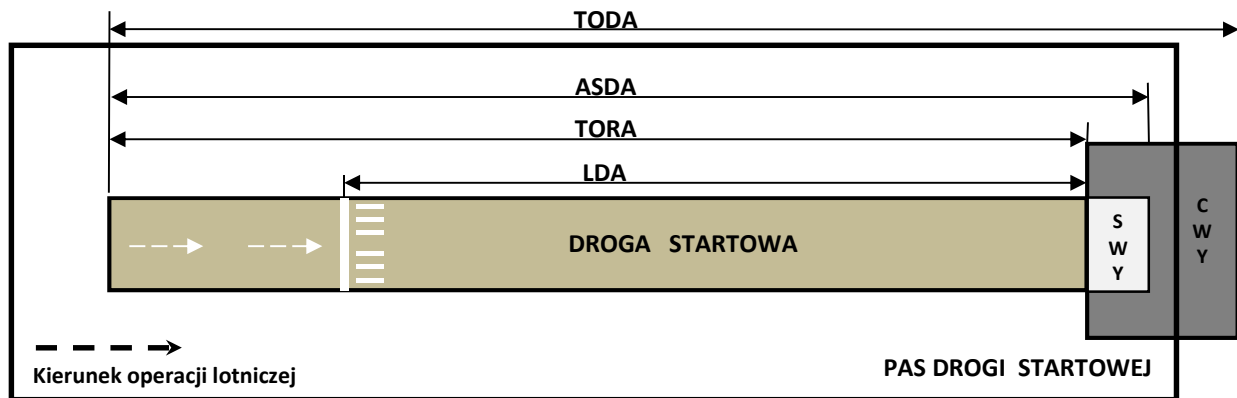 TODA
ASDA
TORA
LDA
DROGA STARTOWA
S
W
Y
C
W
Y
Kierunek operacji lotniczej
PAS DROGI STARTOWEJ